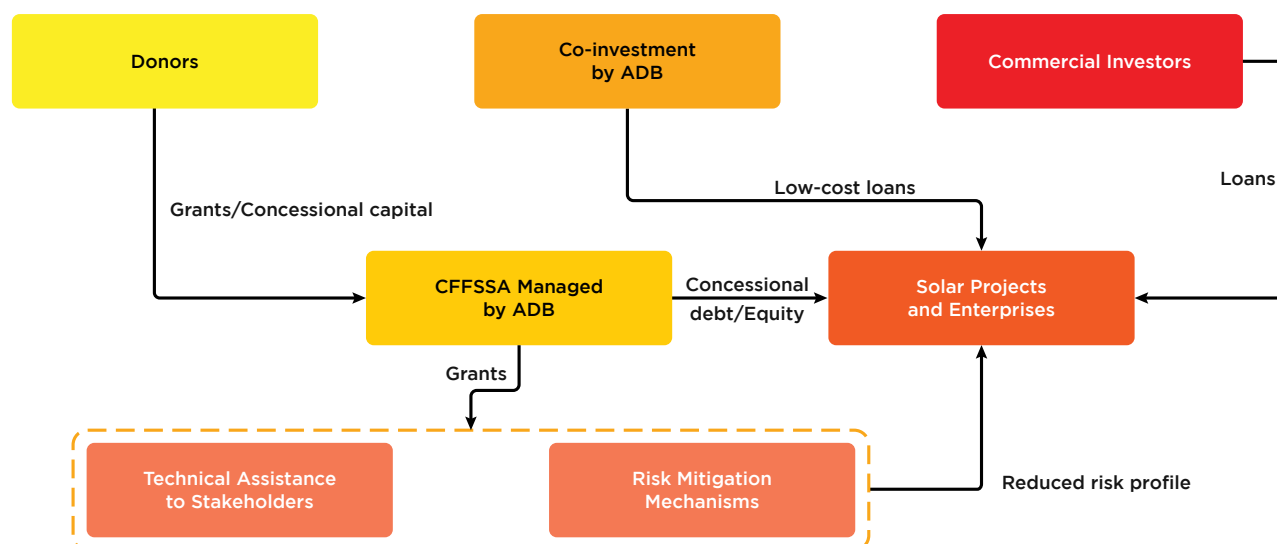 Donors
Co-investment
by ADB
Commercial Investors
Grants/Concessional capital
Low-cost loans
Loans
CFFSSA Managed
by ADB
Concessional
debt/Equity
Solar Projects
and Enterprises
Grants
Technical Assistance
to Stakeholders
Risk Mitigation
Mechanisms
Reduced risk profile